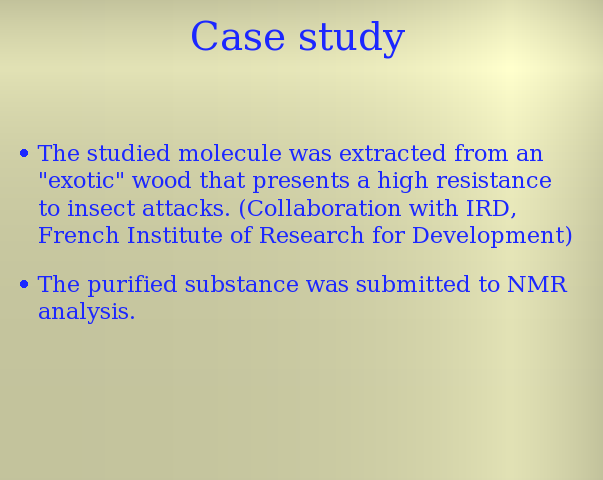 Case study
• The studied molecule was extracted from an
"exotic" wood that presents a high resistance
to insect attacks. (Collaboration with IRD,
French Institute of Research for Development)
• The purified substance was submitted to NMR
analysis.